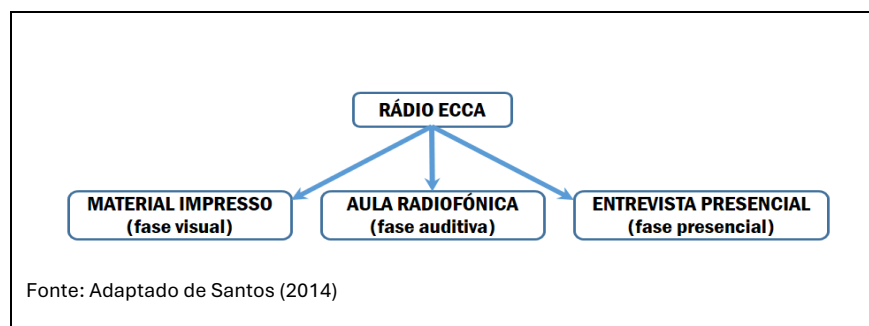 RÁDIO ECCA
MATERIAL IMPRESSO
(fase visual)
AULA RADIOFÓNICA
(fase auditiva)
ENTREVISTA PRESENCIAL
(fase presencial)
Fonte: Adaptado de Santos (2014)